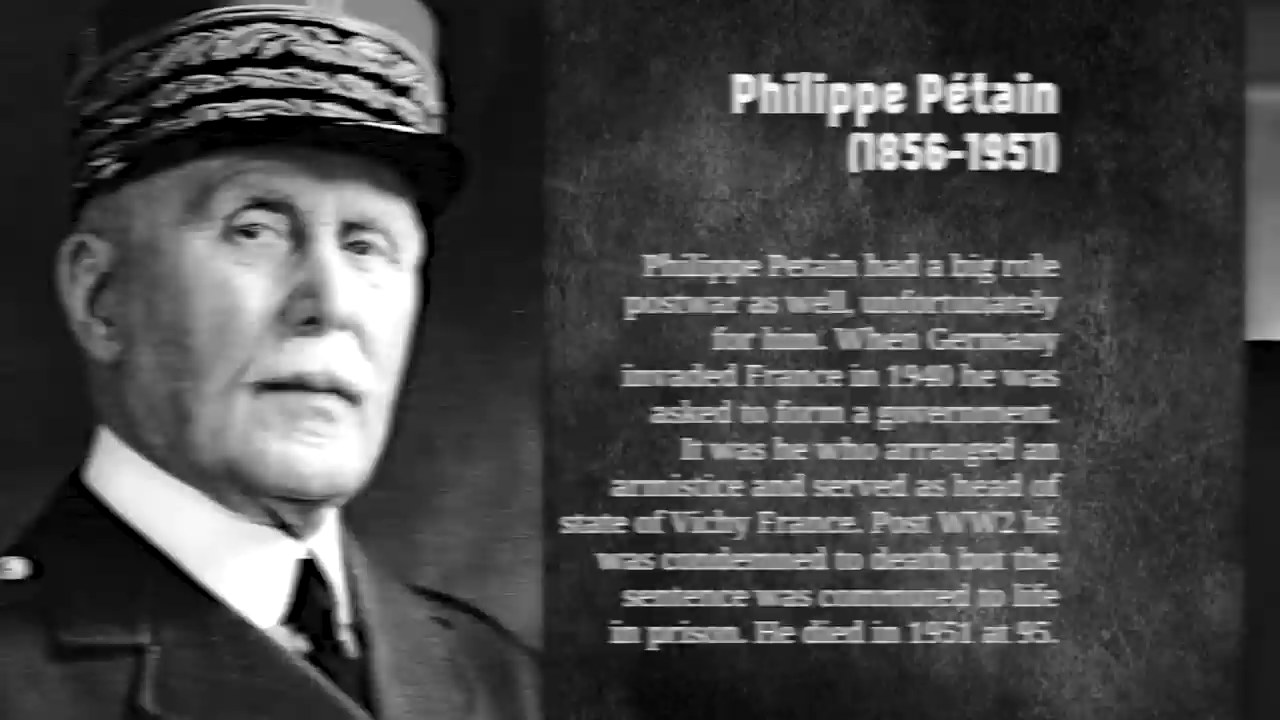 Philippe Pétain
(1856-1951)
Philippe Petain had a big role
postwar as well, unfortunately
for him. When Germany
invaded France in 1940 he was
asked to form a government.
It was he who arranged an
armistice and served as head of
state of Vichy France. Post WW2 he
was condemned to death but the
sentence was commuted to life
in prison. He died in 1951 at 95.